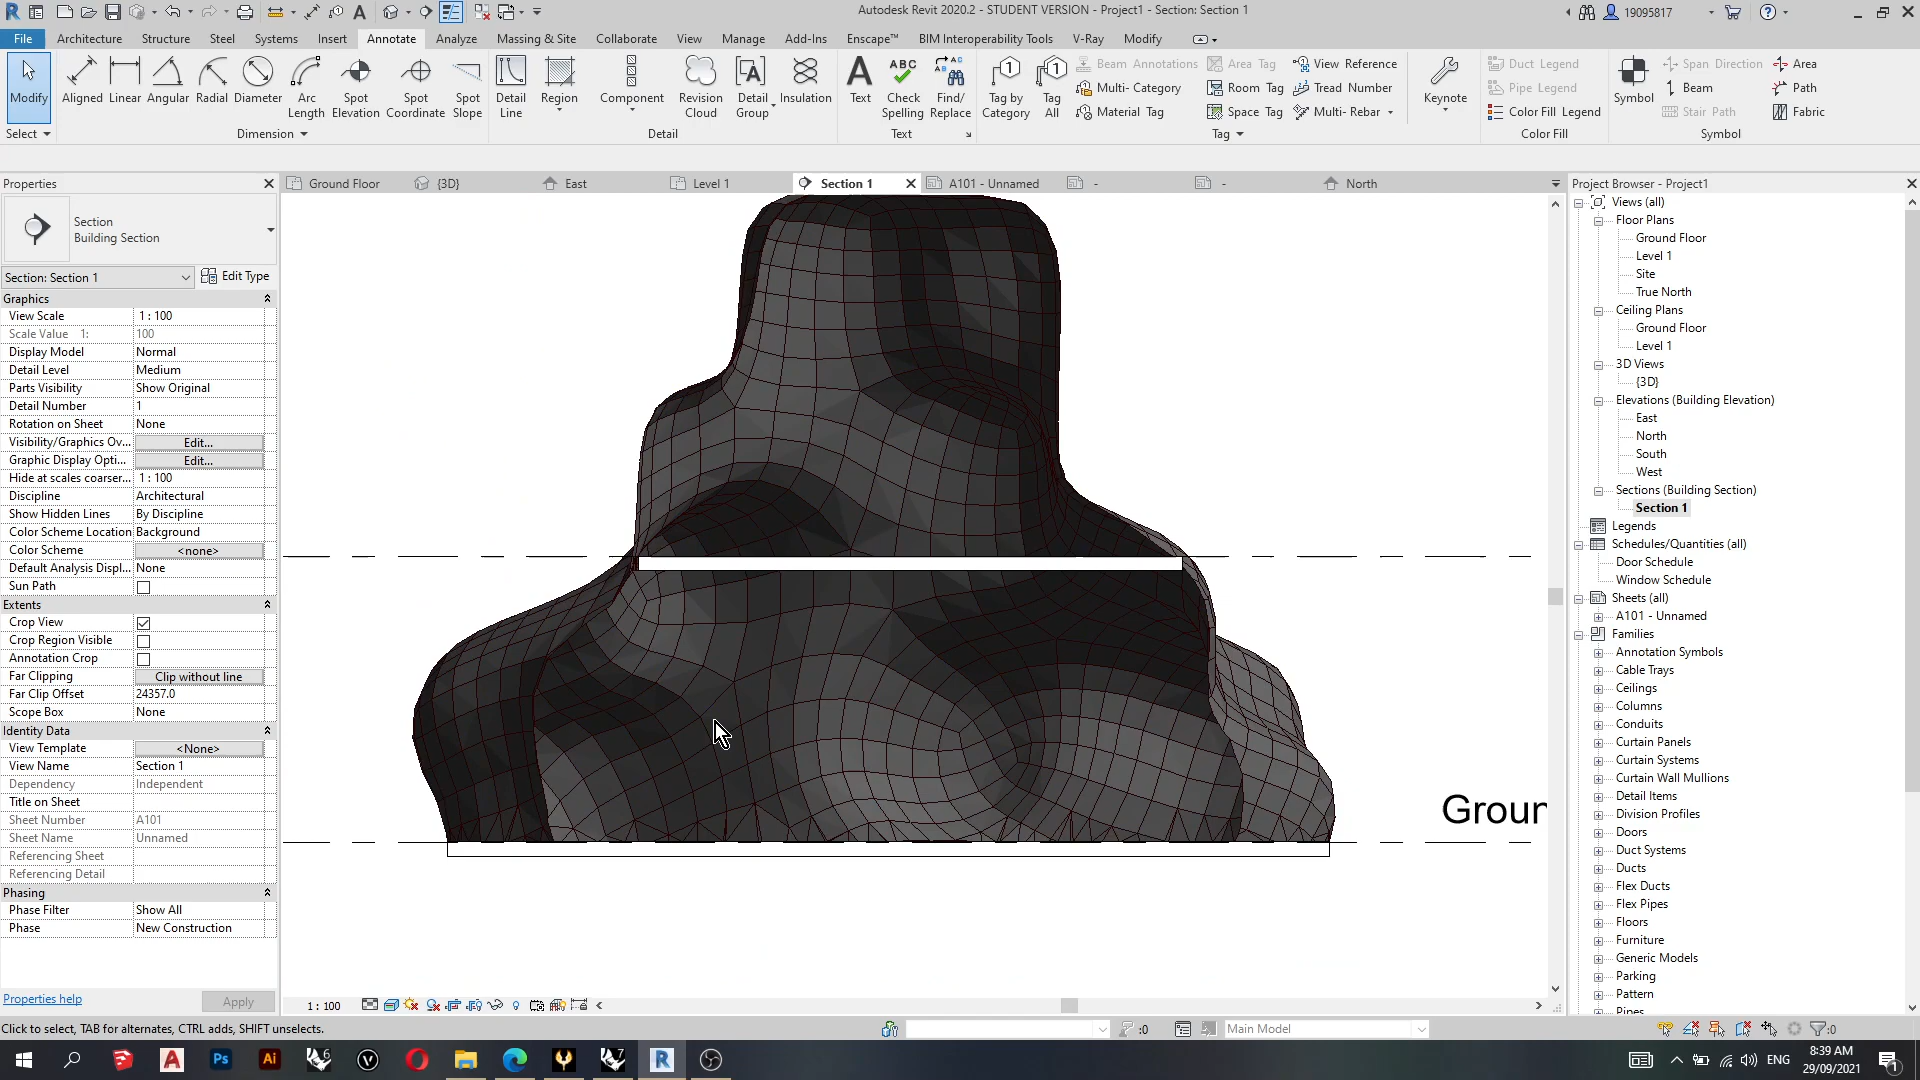 Autodesk Revit 2020.2 - STUDENT VERSION - Project1 - Section: Section 1
19095817
File Architecture Structure Steel Systems Insert Annotate Analyze Massing & Site Collaborate View Manage Add-Ins Enscape™ BIM Interoperability Tools V-Ray Modify
Modify
Select
Aligned Linear Angular Radial Diameter Arc Length Spot Elevation Spot Coordinate Spot Slope
Dimension
Detail Line Region Component Revision Cloud Detail Group Insulation
Detail
Text Check Spelling Find/ Replace
Text
Tag by Category Tag All
Beam Annotations Area Tag View Reference
Multi- Category Room Tag Tread Number
Material Tag Space Tag Multi- Rebar
Tag
Keynote
Duct Legend
Pipe Legend
Color Fill Legend
Color Fill
Symbol
Span Direction Area
Beam Path
Stair Path Fabric
Symbol
Properties
Ground Floor {3D} East Level 1 Section 1 A101 - Unnamed - - North
Section
Building Section
Section: Section 1 Edit Type
Graphics
View Scale 1 : 100
Scale Value 1: 100
Display Model Normal
Detail Level Medium
Parts Visibility Show Original
Detail Number 1
Rotation on Sheet None
Visibility/Graphics Ov... Edit...
Graphic Display Opti... Edit...
Hide at scales coarser... 1 : 100
Discipline Architectural
Show Hidden Lines By Discipline
Color Scheme Location Background
Color Scheme <none>
Default Analysis Displ... None
Sun Path
Extents
Crop View
Crop Region Visible
Annotation Crop
Far Clipping Clip without line
Far Clip Offset 24357.0
Scope Box None
Identity Data
View Template <None>
View Name Section 1
Dependency Independent
Title on Sheet
Sheet Number A101
Sheet Name Unnamed
Referencing Sheet
Referencing Detail
Phasing
Phase Filter Show All
Phase New Construction
Properties help Apply
Groun
1 : 100
Project Browser - Project1
Views (all)
Floor Plans
Ground Floor
Level 1
Site
True North
Ceiling Plans
Ground Floor
Level 1
3D Views
{3D}
Elevations (Building Elevation)
East
North
South
West
Sections (Building Section)
Section 1
Legends
Schedules/Quantities (all)
Door Schedule
Window Schedule
Sheets (all)
A101 - Unnamed
Families
Annotation Symbols
Cable Trays
Ceilings
Columns
Conduits
Curtain Panels
Curtain Systems
Curtain Wall Mullions
Detail Items
Division Profiles
Doors
Duct Systems
Ducts
Flex Ducts
Flex Pipes
Floors
Furniture
Generic Models
Parking
Pattern
Pipes
Click to select, TAB for alternates, CTRL adds, SHIFT unselects.
:0 Main Model :0
ENG
8:39 AM
29/09/2021